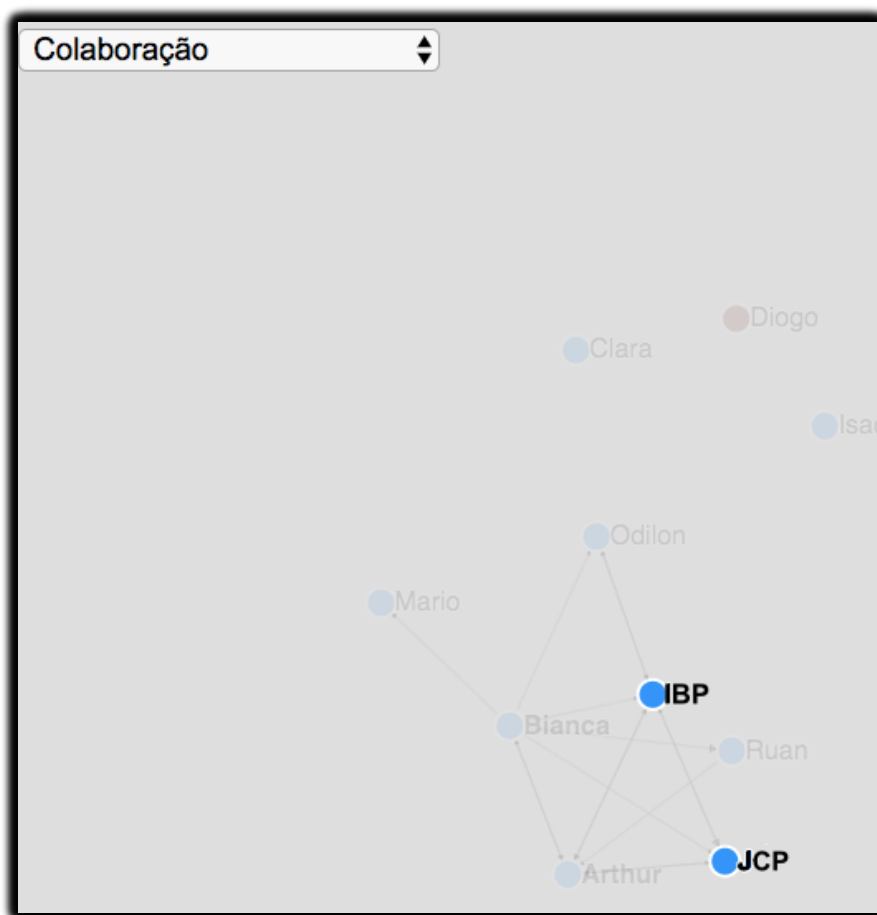 Colaboração
Diogo
Clara
Odilon
Mario
IBP
Bianca
Ruan
JCP
Arthur